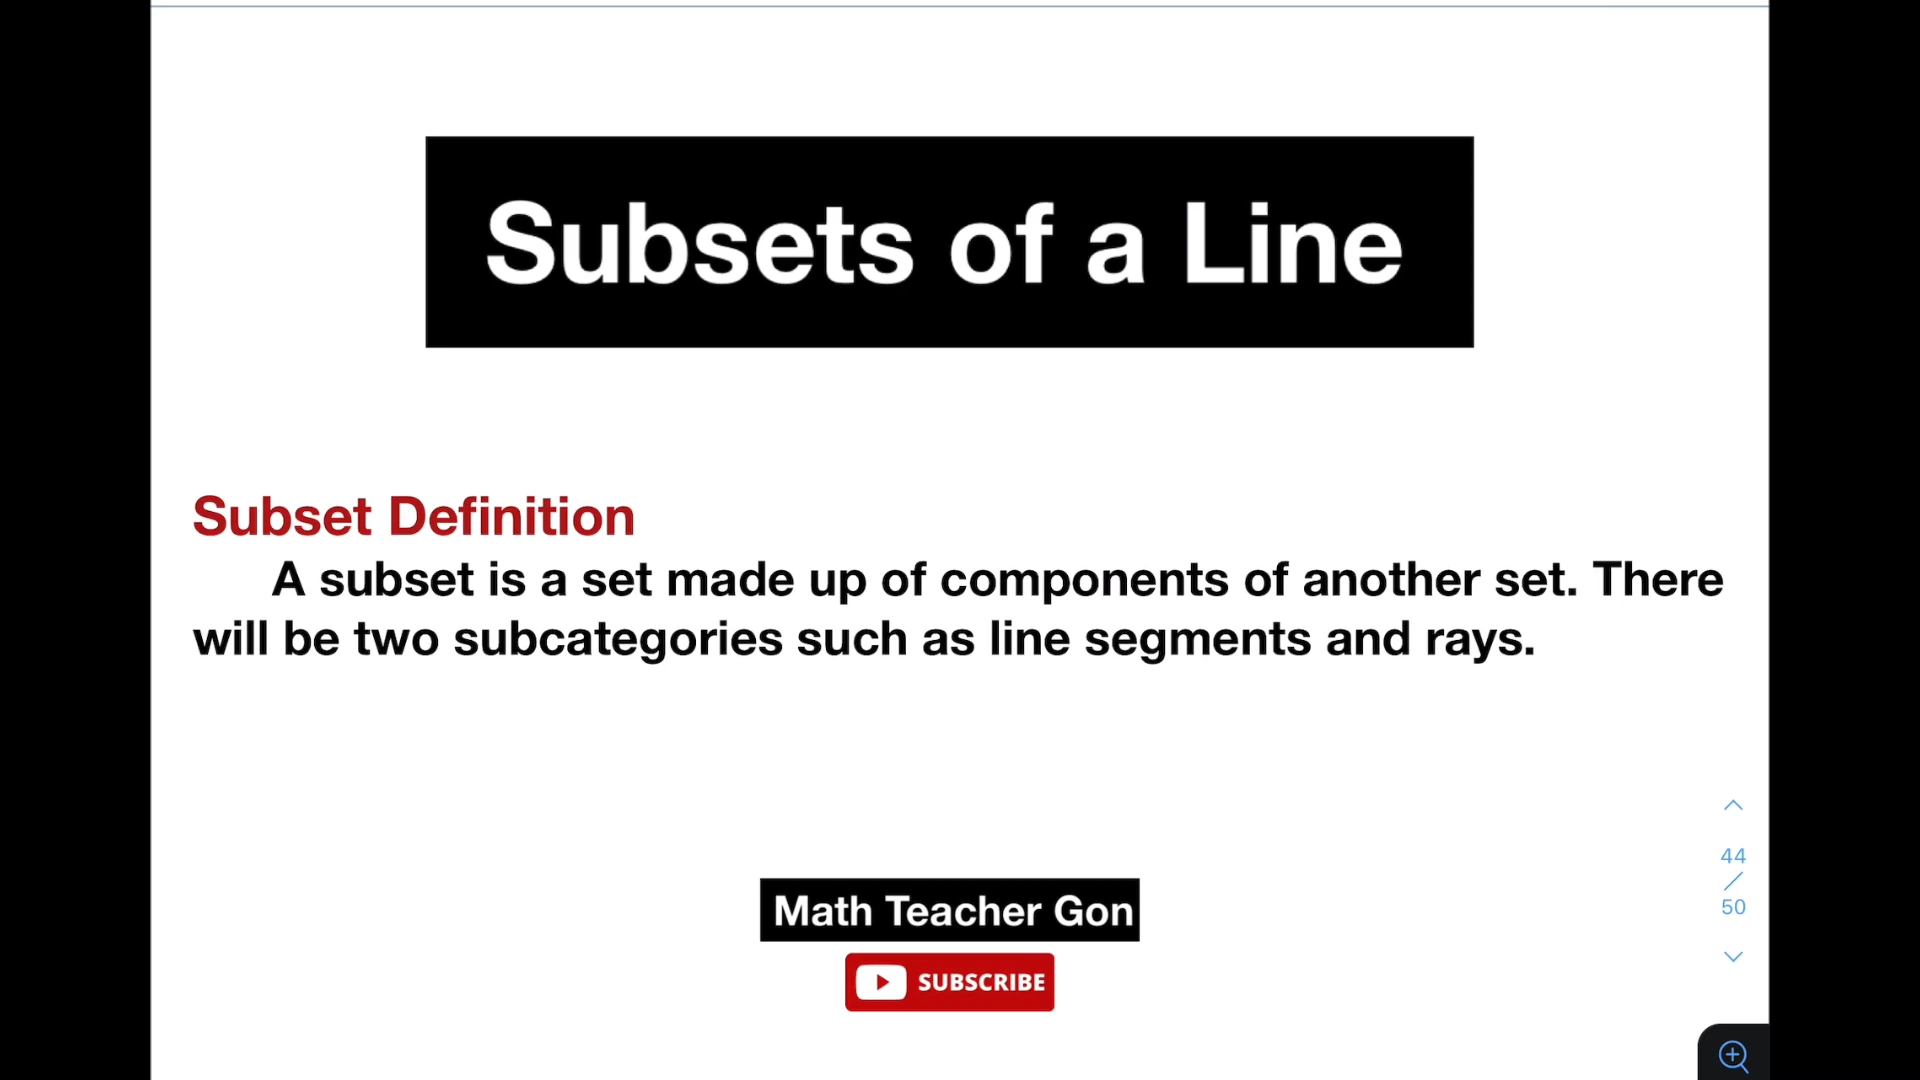 Subsets of a Line
Subset Definition
A subset is a set made up of components of another set. There
will be two subcategories such as line segments and rays.
44
/
50
Math Teacher Gon
SUBSCRIBE